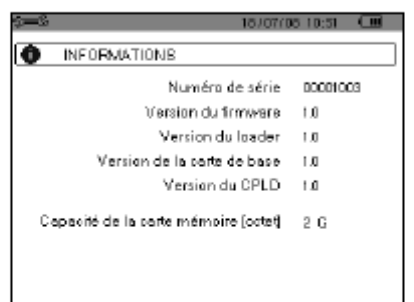 18/07/08 10:51
INFORMATIONS
Numéro de série 00001003
Version du firmware 1.0
Version du loader 1.0
Version de la carte de base 1.0
Version du CPLD 1.0
Capacité de la carte mémoire [octet] 2 G